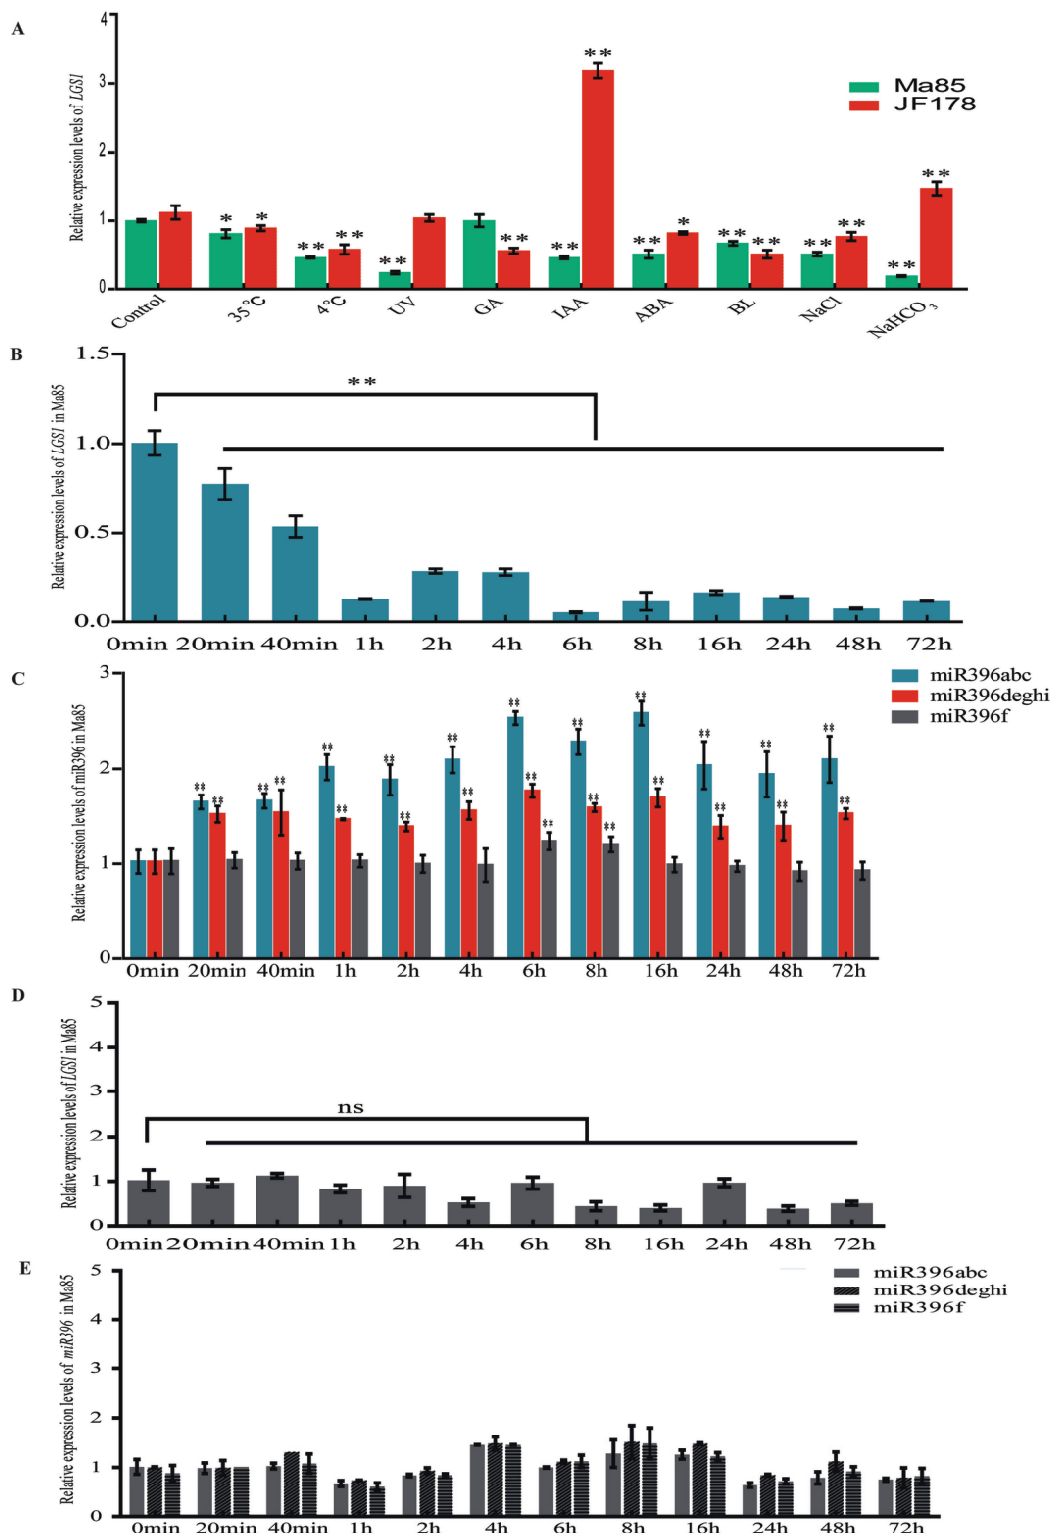 A
Relative expression levels of LGS1
4
3
2
1
0
Ma85
JF178
** 
* * ** ** ** ** ** ** * ** ** ** ** ** **
Control 35°C 4°C UV GA IAA ABA BL NaCl NaHCO3
B
Relative expression levels of LGS1 in Ma85
1.5
1.0
0.5
0.0
**
0min 20min 40min 1h 2h 4h 6h 8h 16h 24h 48h 72h
C
Relative expression levels of miR396 in Ma85
3
2
1
0
miR396abc
miR396deghi
miR396f
** ** ** ** ** ** ** ** ** ** ** ** ** ** ** ** ** ** ** ** ** ** ** **
0min 20min 40min 1h 2h 4h 6h 8h 16h 24h 48h 72h
D
Relative expression levels of LGS1 in Ma85
5
4
3
2
1
0
ns
0min 20min 40min 1h 2h 4h 6h 8h 16h 24h 48h 72h
E
Relative expression levels of miR396 in Ma85
5
4
3
2
1
0
miR396abc
miR396deghi
miR396f
0min 20min 40min 1h 2h 4h 6h 8h 16h 24h 48h 72h